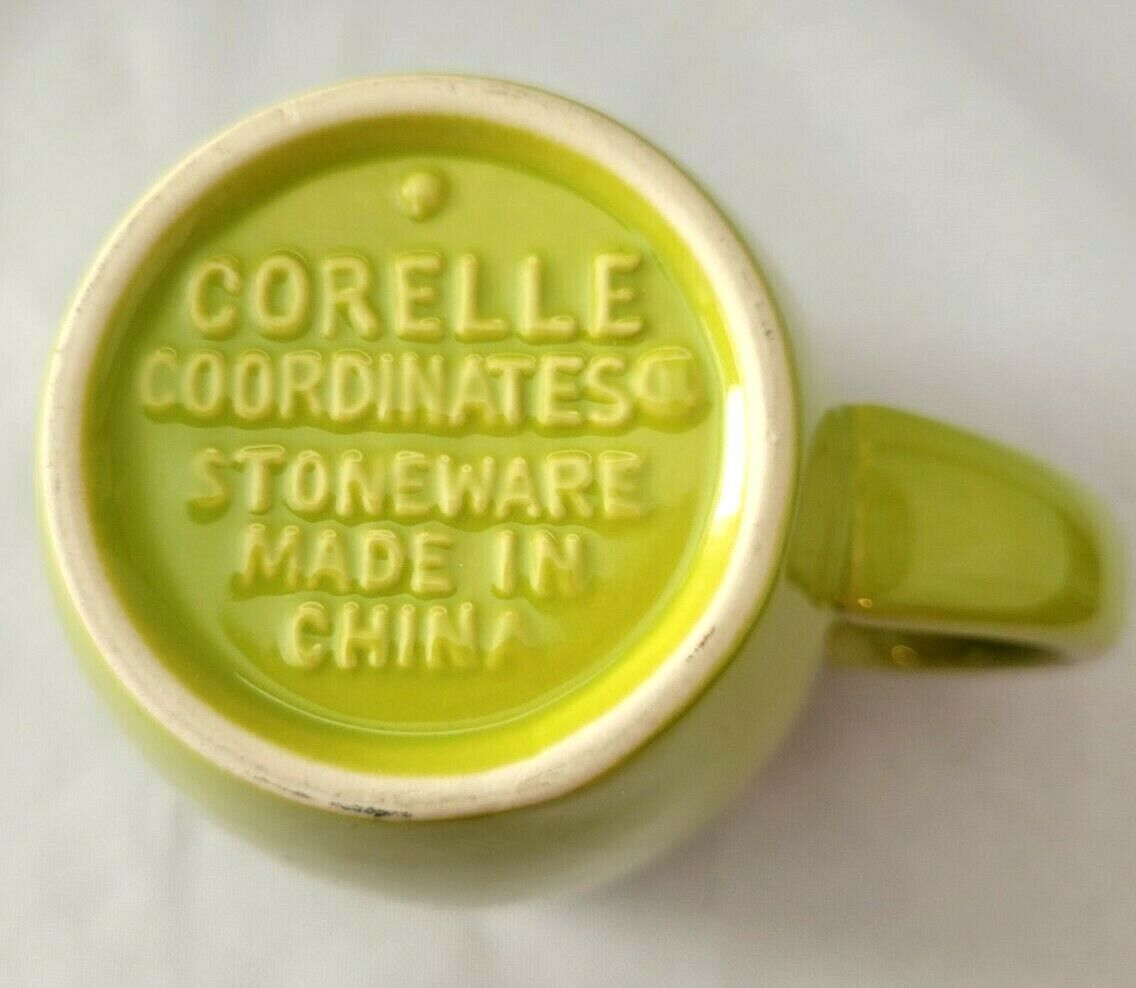 CORELLE
COORDINATES
STONEWARE
MADE IN
CHINA